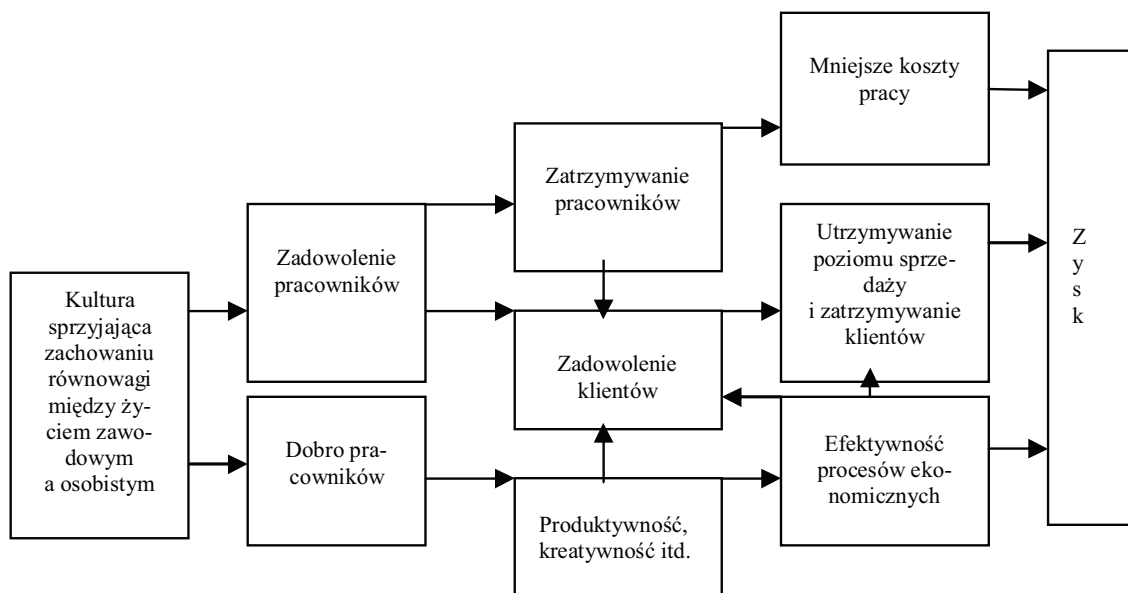 Kultura
sprzyjająca
zachowaniu
równowagi
między ży-
ciem zawo-
dowym
a osobistym
Zadowolenie
pracowników
Dobro pra-
cowników
Zatrzymywanie
pracowników
Zadowolenie
klientów
Produktywność,
kreatywność itd.
Mniejsze koszty
pracy
Utrzymywanie
poziomu sprze-
daży
i zatrzymywanie
klientów
Efektywność
procesów eko-
nomicznych
Z
y
s
k